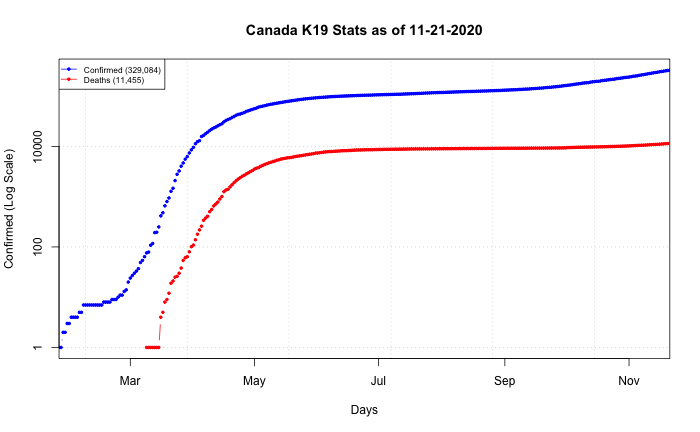 Canada K19 Stats as of 11-21-2020
Confirmed (329,084)
Deaths (11,455)
Confirmed (Log Scale)
10000
100
1
Mar May Jul Sep Nov
Days